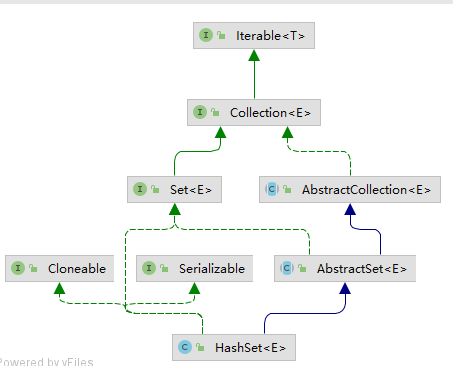 Iterable<T>
Collection<E>
Set<E>
AbstractCollection<E>
Cloneable
Serializable
AbstractSet<E>
HashSet<E>
Powered by yFiles